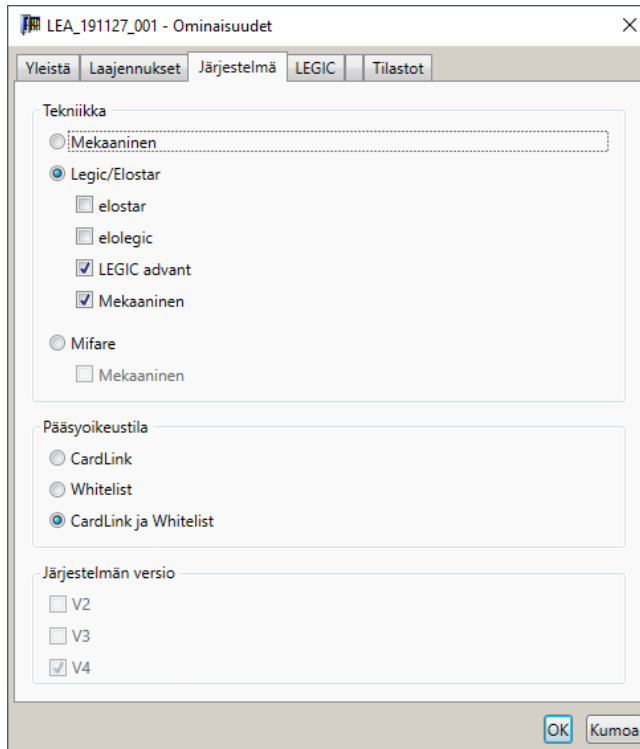 LEA_191127_001 - Ominaisuudet
Yleistä Laajennukset Järjestelmä LEGIC Tilastot
Tekniikka
Mekaaninen
Legic/Elostar
elostar
elolegic
LEGIC advant
Mekaaninen
Mifare
Mekaaninen
Pääsyoikeustila
CardLink
Whitelist
CardLink ja Whitelist
Järjestelmän versio
V2
V3
V4
OK Kumoa